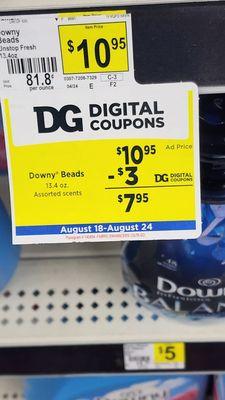 owny
Beads
Unstop Fresh
13.4oz
Item Price
$10.95
81.8¢
per ounce
04/24 E F2
C-3
DG DIGITAL COUPONS
$10.95 Ad Price
- $3 DG DIGITAL COUPONS
$7.95
Downy® Beads
13.4 oz.
Assorted scents
August 18-August 24
Down
BALAN
$5